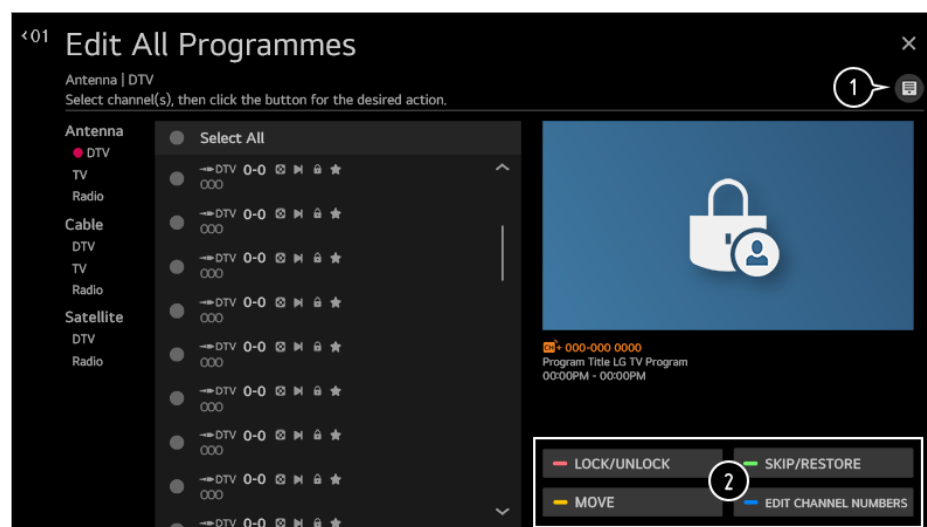 <01 Edit All Programmes
Antenna | DTV
Select channel(s), then click the button for the desired action.
1
Antenna
DTV
TV
Radio
Cable
DTV
TV
Radio
Satellite
DTV
Radio
Select All
DTV 0-0
000
DTV 0-0
000
DTV 0-0
000
DTV 0-0
000
DTV 0-0
000
DTV 0-0
000
DTV 0-0
000
DTV 0-0
000
DTV 0-0
CH+ 000-000 0000
Program Title LG TV Program
00:00PM - 00:00PM
LOCK/UNLOCK
SKIP/RESTORE
2
MOVE
EDIT CHANNEL NUMBERS